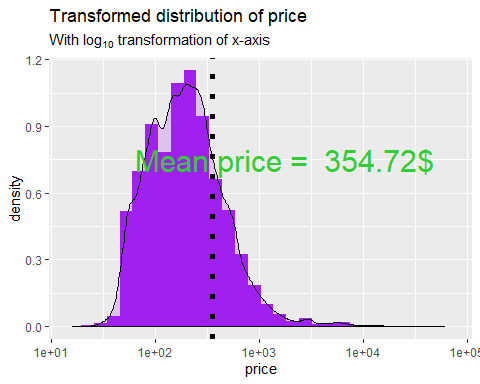 Transformed distribution of price
With log₁₀ transformation of x-axis
1.2
0.9
0.6
0.3
0.0
density
Mean price = 354.72$
1e+01 1e+02 1e+03 1e+04 1e+05
price